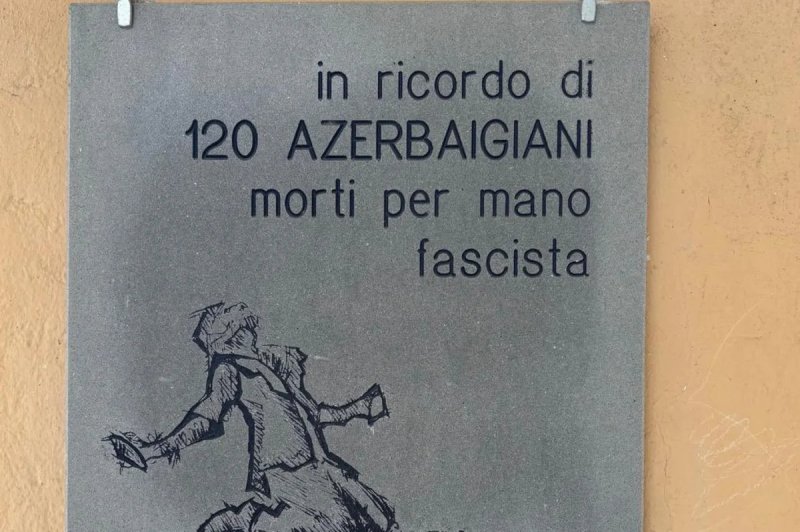 in ricordo di
120 AZERBAIGIANI
morti per mano
fascista